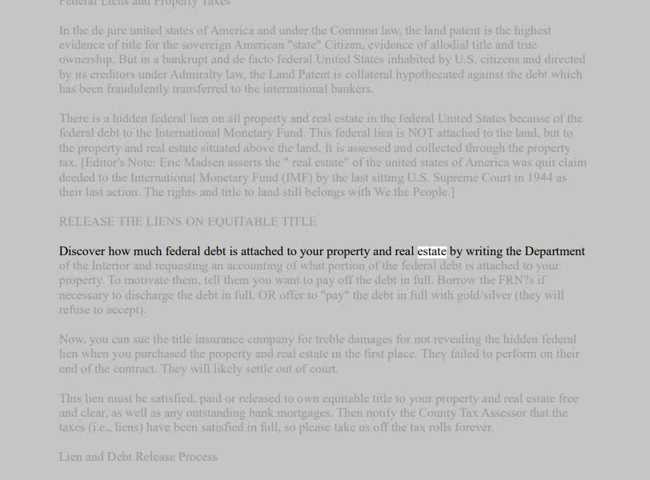 Federal Liens and Property Taxes
In the de jure united states of America and under the Common law, the land patent is the highest
evidence of title for the sovereign American "state" Citizen, evidence of allodial title and true
ownership. But in a bankrupt and de facto federal United States inhabited by U.S. citizens and directed
by its creditors under Admiralty law, the Land Patent is collateral hypothecated against the debt which
has been fraudulently transferred to the international bankers.
There is a hidden federal lien on all property and real estate in the federal United States because of the
federal debt to the International Monetary Fund. This federal lien is NOT attached to the land, but to
the property and real estate situated above the land. It is assessed and collected through the property
tax. [Editor's Note: Eric Madsen asserts the " real estate" of the united states of America was quit claim
deeded to the International Monetary Fund (IMF) by the last sitting U.S. Supreme Court in 1944 as
their last action. The rights and title to land still belongs with We the People.]
RELEASE THE LIENS ON EQUITABLE TITLE
Discover how much federal debt is attached to your property and real estate by writing the Department
of the Interior and requesting an accounting of what portion of the federal debt is attached to your
property. To motivate them, tell them you want to pay off the debt in full. Borrow the FRN?s if
necessary to discharge the debt in full, OR offer to "pay" the debt in full with gold/silver (they will
refuse to accept).
Now, you can sue the title insurance company for treble damages for not revealing the hidden federal
lien when you purchased the property and real estate in the first place. They failed to perform on their
end of the contract. They will likely settle out of court.
This lien must be satisfied, paid or released to own equitable title to your property and real estate free
and clear, as well as any outstanding bank mortgages. Then notify the County Tax Assessor that the
taxes (i.e., liens) have been satisfied in full, so please take us off the tax rolls forever.
Lien and Debt Release Process